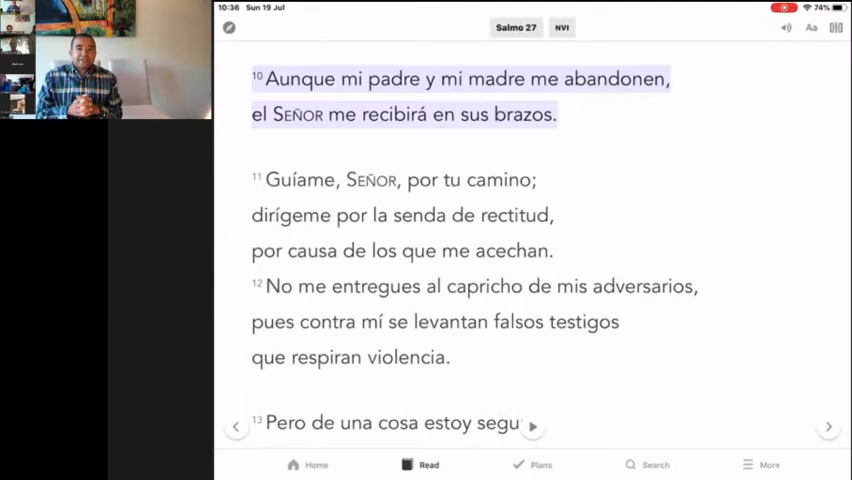 10:36 Sun 19 Jul
74%
Salmo 27 NVI
Aa
10 Aunque mi padre y mi madre me abandonen,
el SEÑOR me recibirá en sus brazos.
11 Guíame, SEÑOR, por tu camino;
dirígeme por la senda de rectitud,
por causa de los que me acechan.
12 No me entregues al capricho de mis adversarios,
pues contra mí se levantan falsos testigos
que respiran violencia.
13 Pero de una cosa estoy segu
Home Read Plans Search More